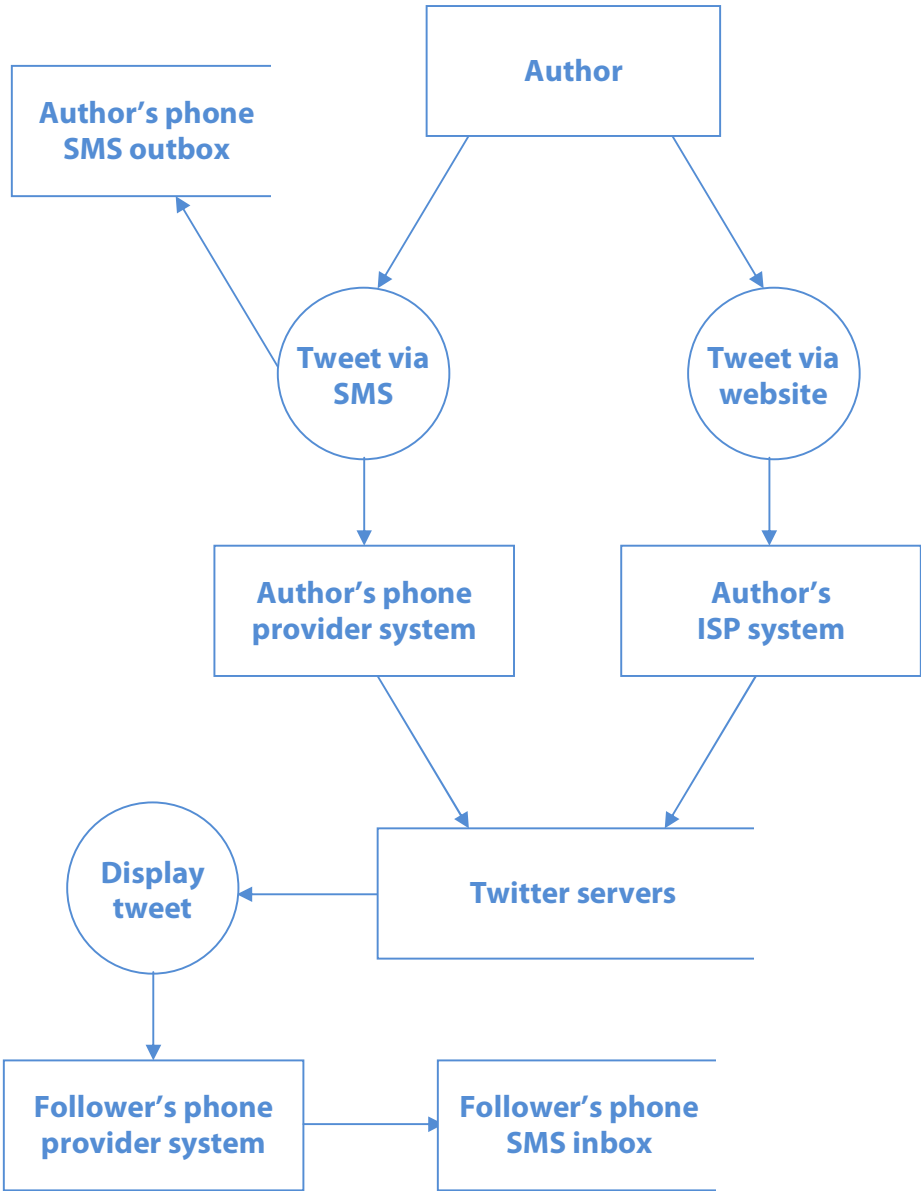 Author
Author’s phone
SMS outbox
Tweet via
SMS
Tweet via
website
Author’s phone
provider system
Author’s
ISP system
Display
tweet
Twitter servers
Follower’s phone
provider system
Follower’s phone
SMS inbox